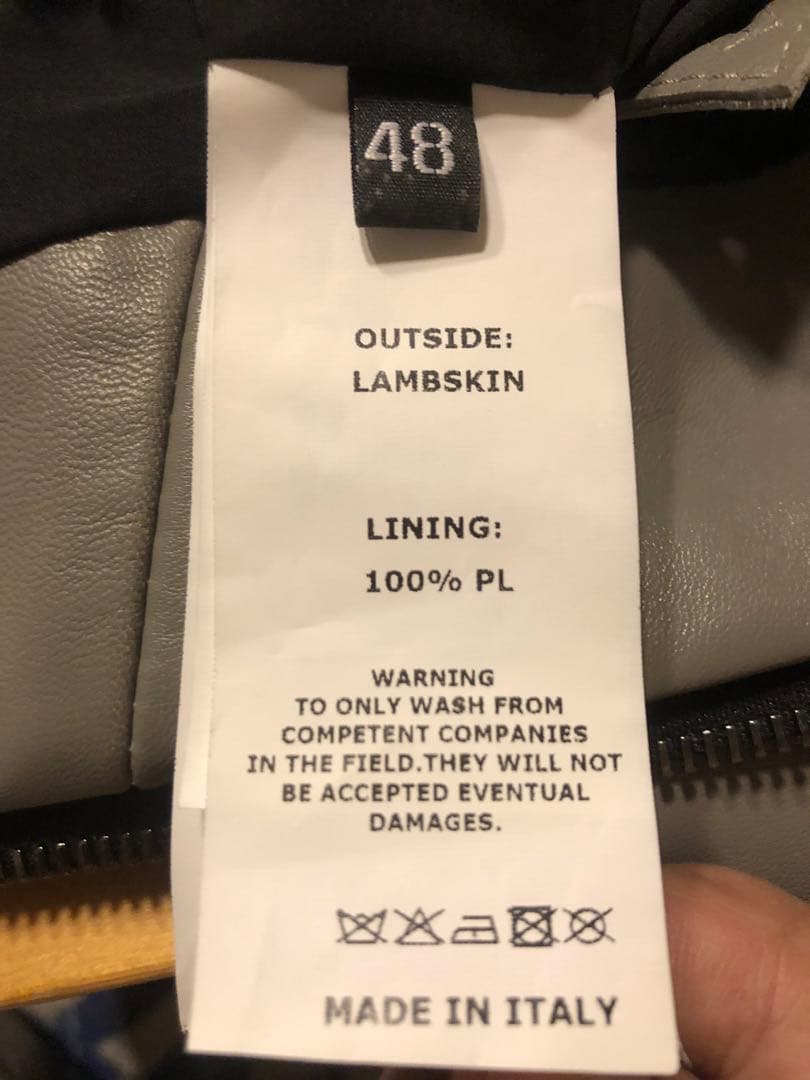 48
OUTSIDE:
LAMBSKIN
LINING:
100% PL
WARNING
TO ONLY WASH FROM
COMPETENT COMPANIES
IN THE FIELD.THEY WILL NOT
BE ACCEPTED EVENTUAL
DAMAGES.
MADE IN ITALY